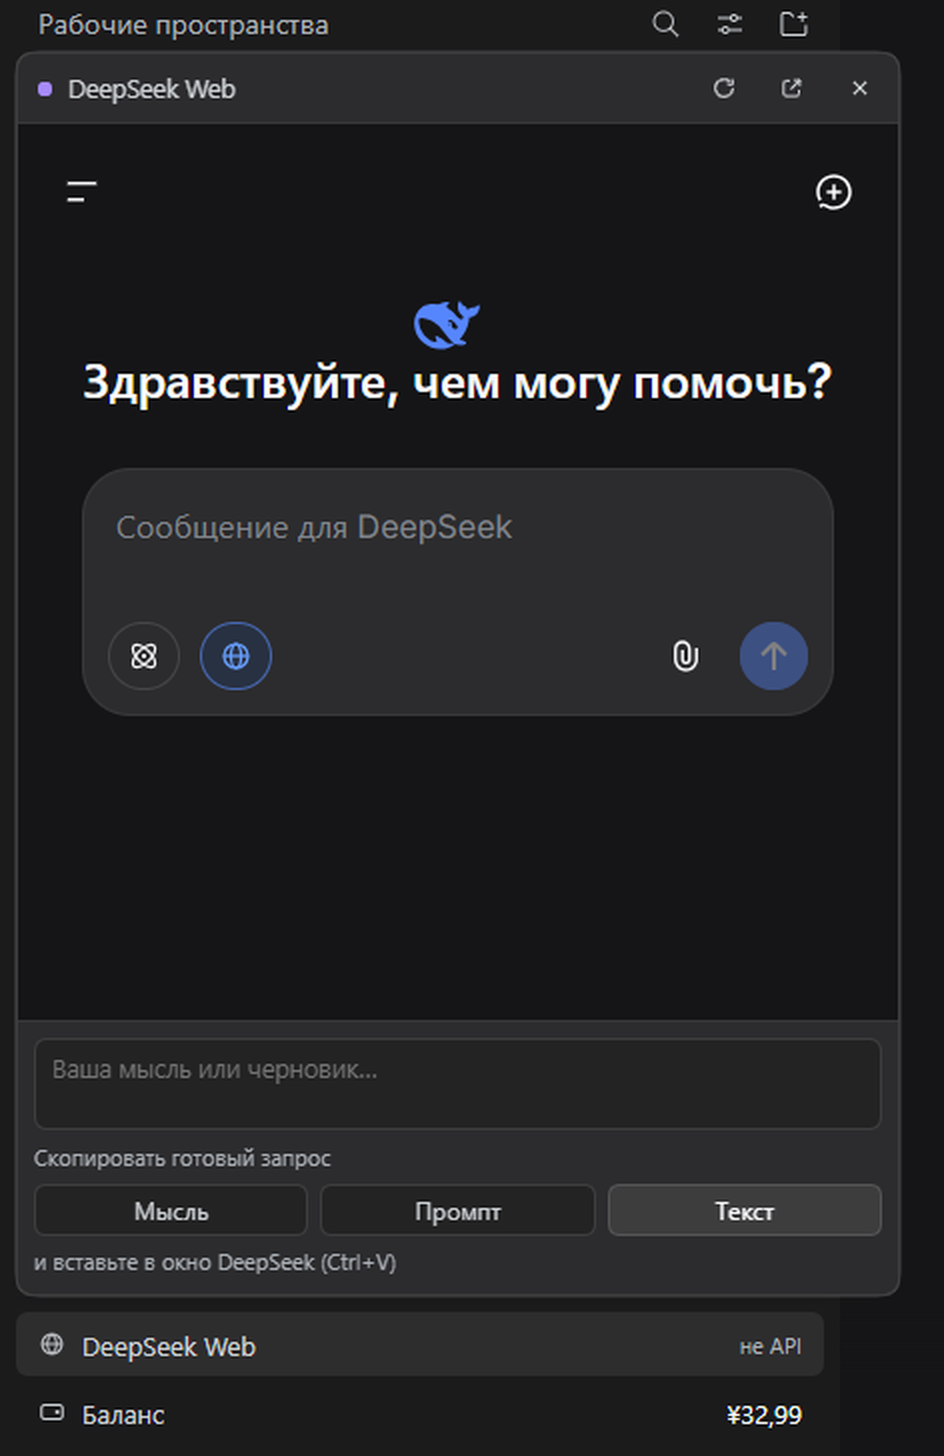 Рабочие пространства
DeepSeek Web
Здравствуйте, чем могу помочь?
Сообщение для DeepSeek
Ваша мысль или черновик...
Скопировать готовый запрос
Мысль Промпт Текст
и вставьте в окно DeepSeek (Ctrl+V)
DeepSeek Web не API
Баланс ¥32,99